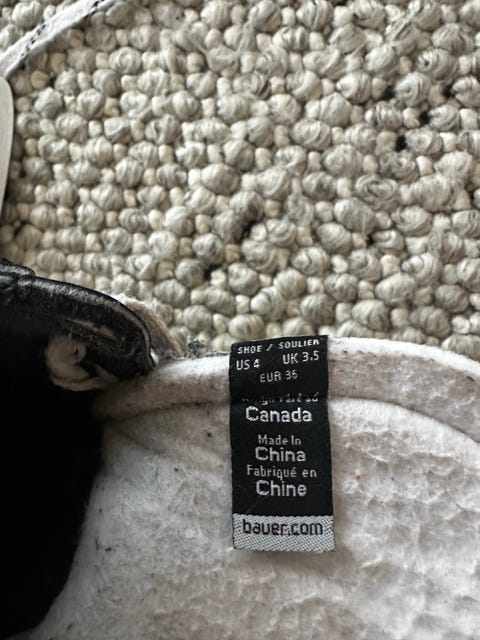 SHOE / SOULIER
US 4 UK 3.5
EUR 36
Canada
Made In
China
Fabriqué en
Chine
bauer.com